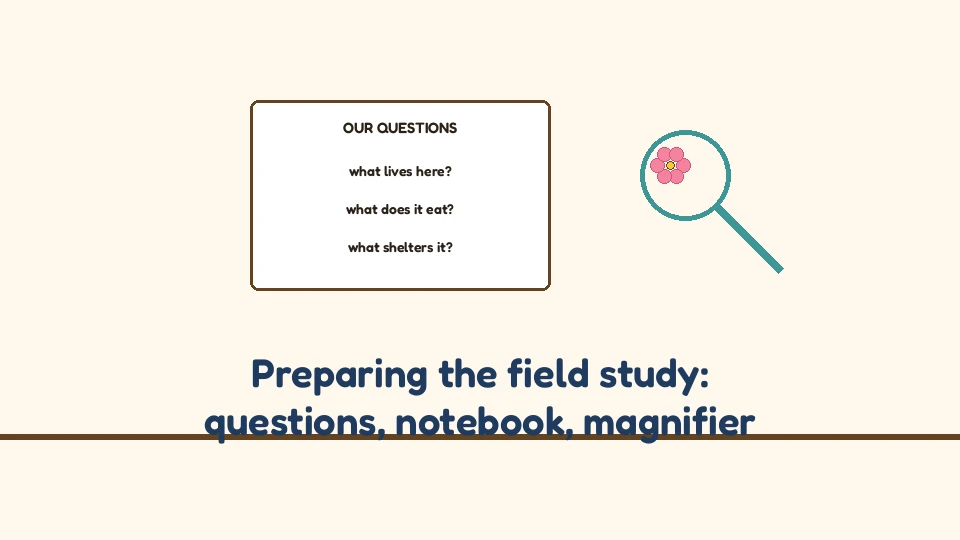 OUR QUESTIONS
what lives here?
what does it eat?
what shelters it?
Preparing the field study:
questions, notebook, magnifier